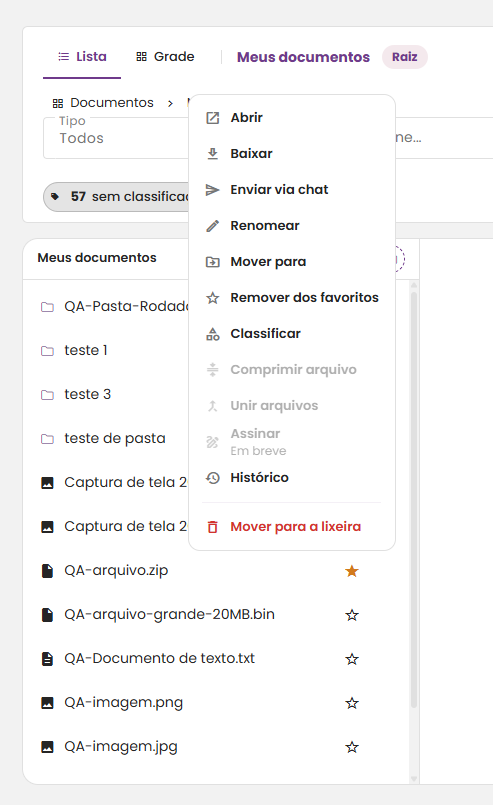 Lista
Grade
Meus documentos
Raiz
Documentos
Tipo
Todos
ne...
57 sem classificaç
Abrir
Baixar
Enviar via chat
Renomear
Mover para
Remover dos favoritos
Classificar
Comprimir arquivo
Unir arquivos
Assinar
Em breve
Histórico
Mover para a lixeira
Meus documentos
QA-Pasta-Rodad
teste 1
teste 3
teste de pasta
Captura de tela 2
Captura de tela 2
QA-arquivo.zip
QA-arquivo-grande-20MB.bin
QA-Documento de texto.txt
QA-imagem.png
QA-imagem.jpg